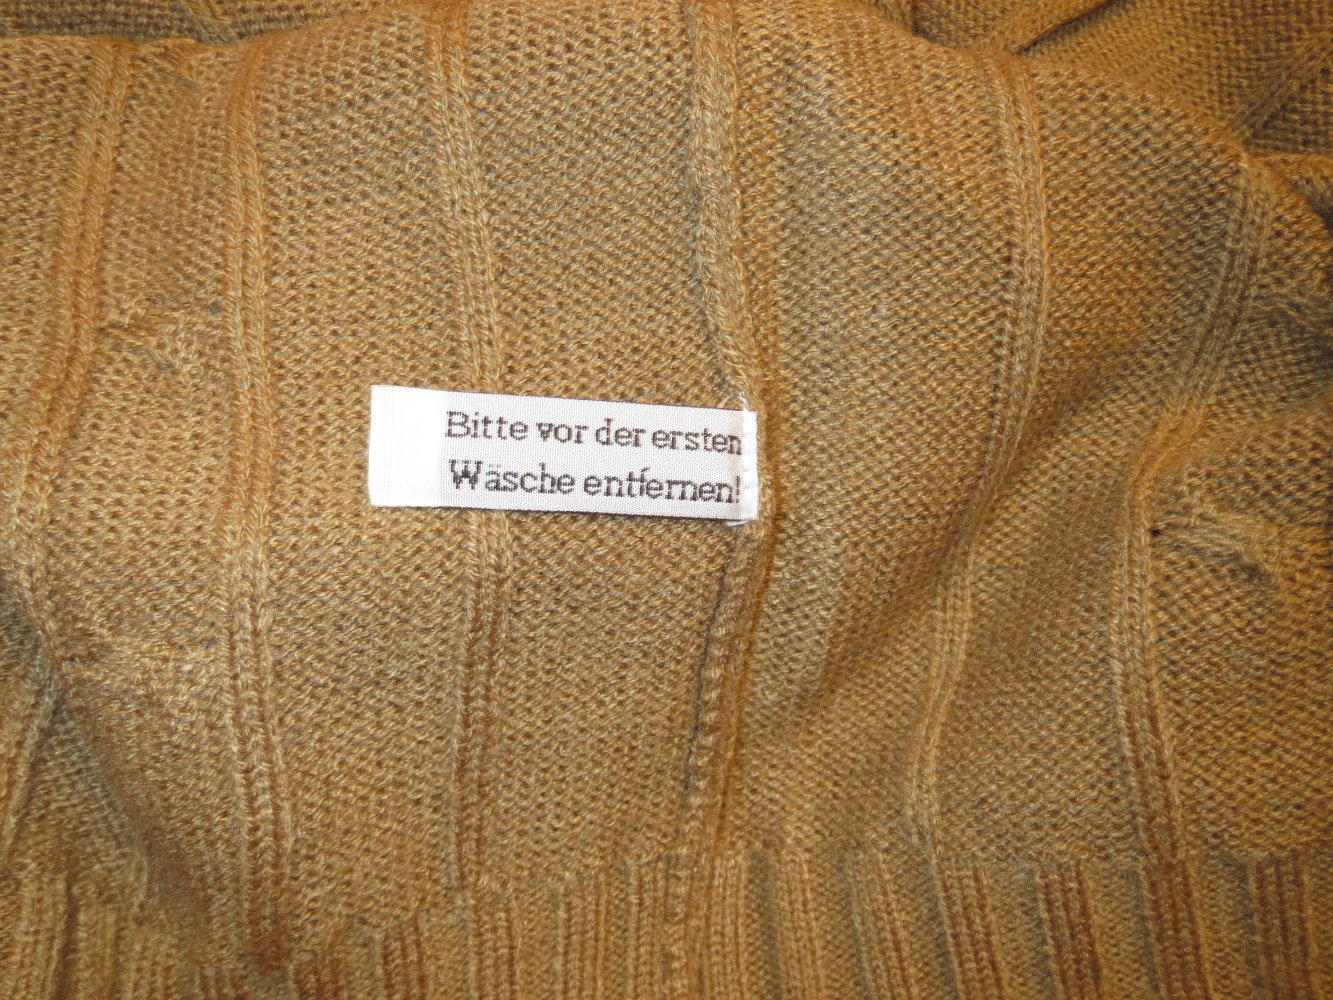 Bitte vor der ersten
Wäsche entfernen!